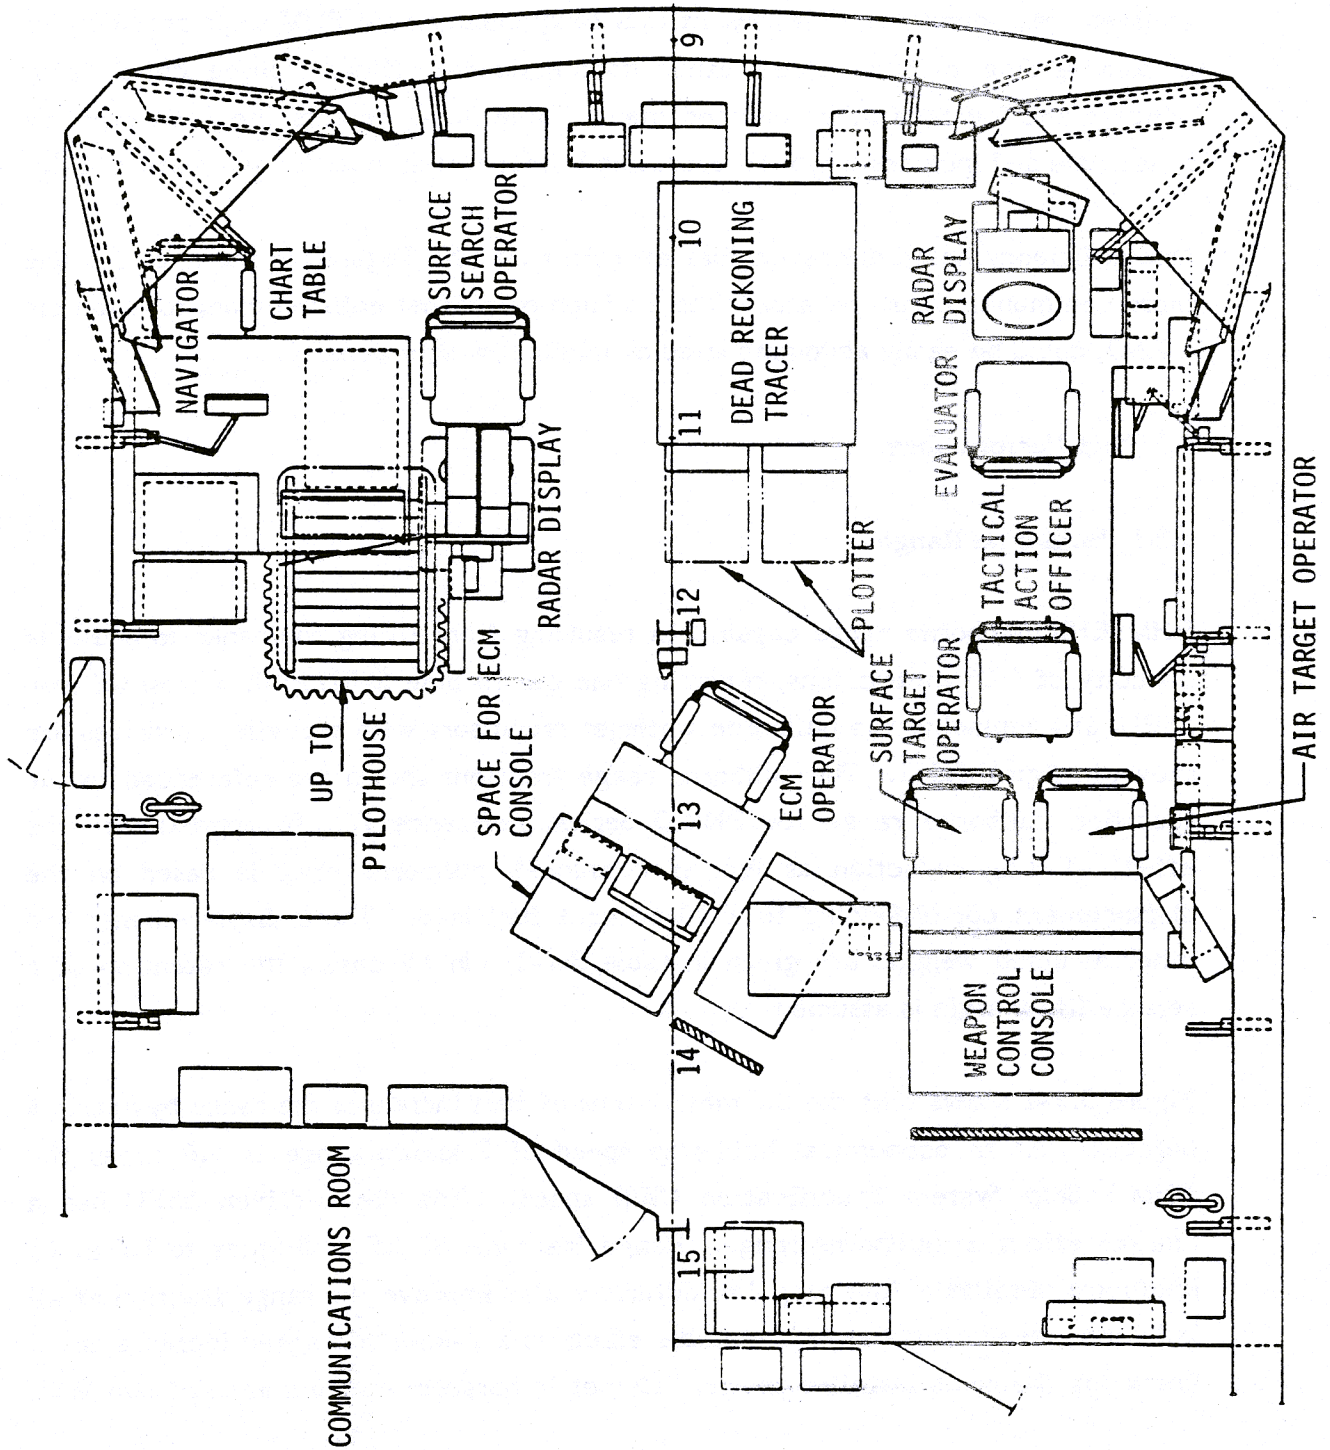 9
NAVIGATOR
CHART
TABLE
SURFACE
SEARCH
OPERATOR
10
DEAD RECKONING
TRACER
RADAR
DISPLAY
11
EVALUATOR
RADAR DISPLAY
PLOTTER
TACTICAL
ACTION
OFFICER
12
UP TO
PILOTHOUSE
SPACE FOR ECM
CONSOLE
ECM
OPERATOR
SURFACE
TARGET
OPERATOR
AIR TARGET OPERATOR
13
WEAPON
CONTROL
CONSOLE
14
COMMUNICATIONS ROOM
15